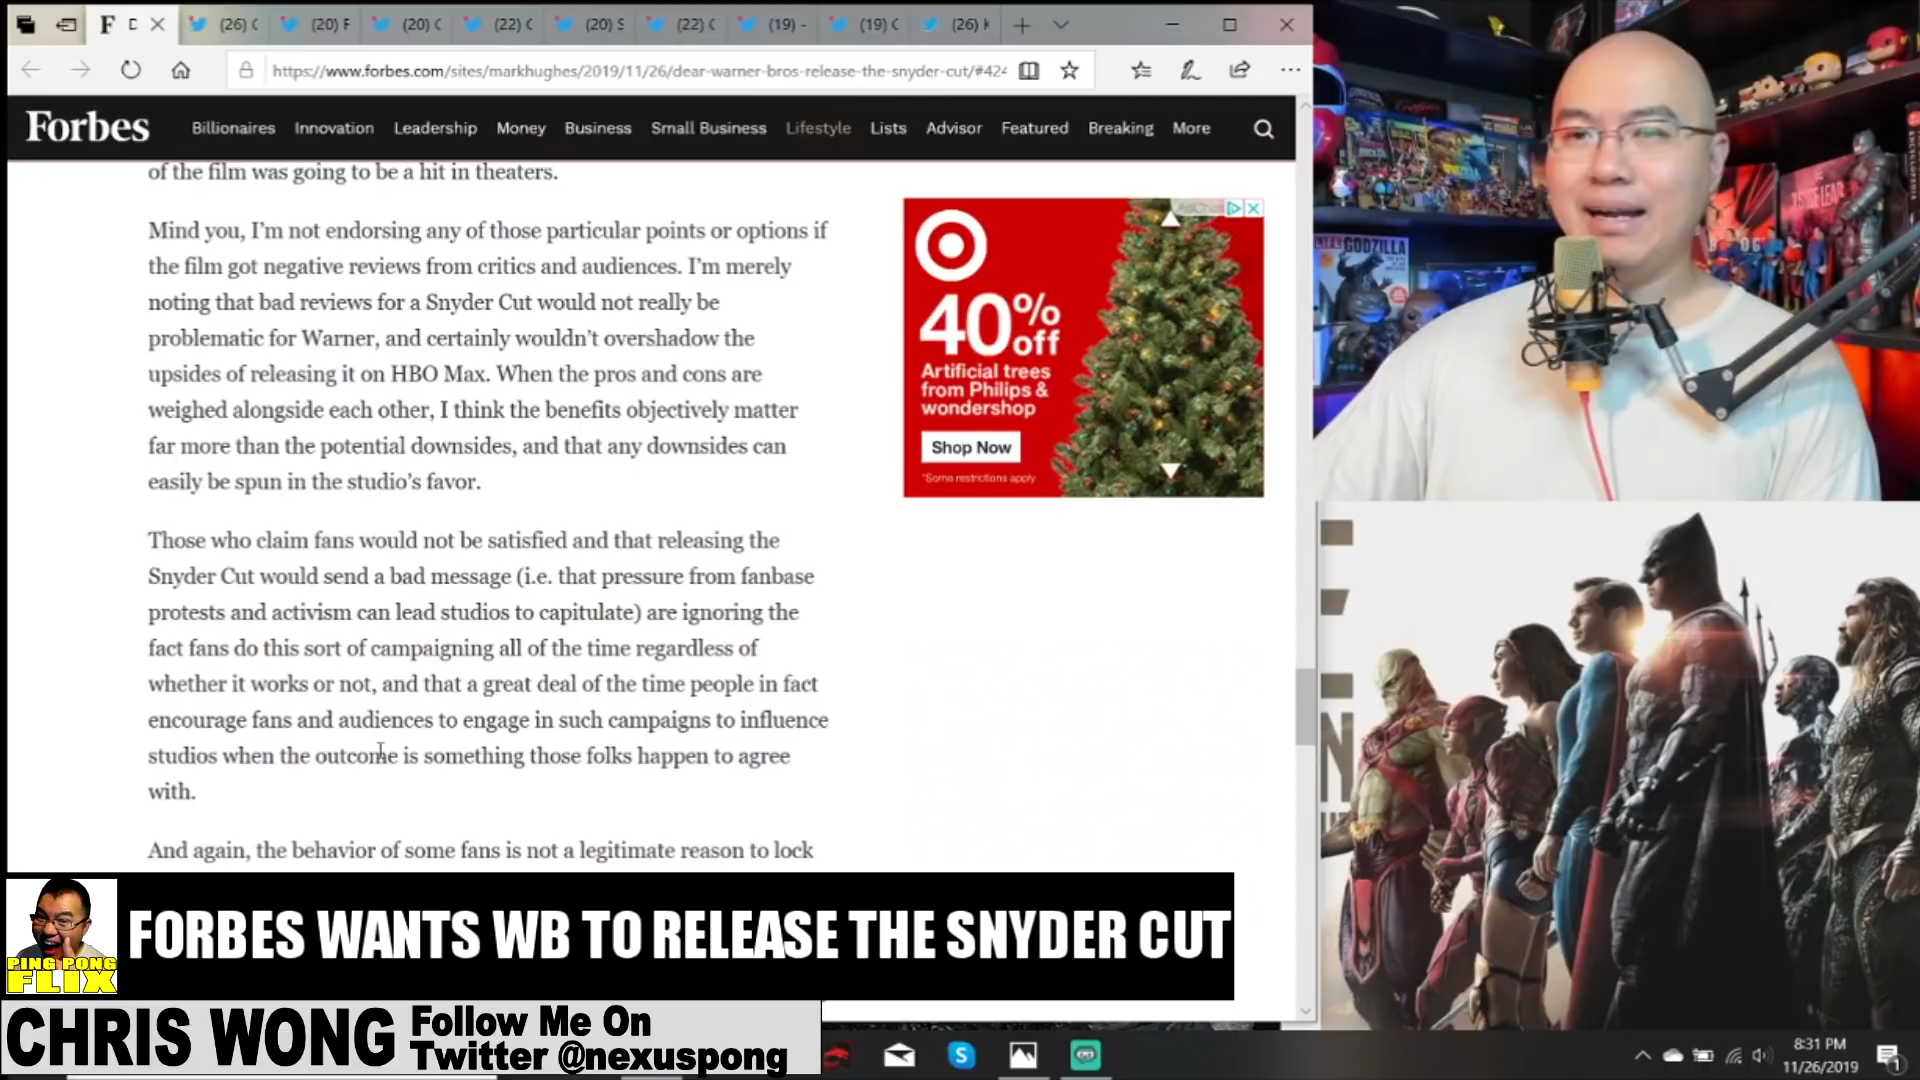 (26) (
(20) F
(20) (
(22) (
(20) S
(22) (
(19) -
(19) (
(26) I
https://www.forbes.com/sites/markhughes/2019/11/26/dear-warner-bros-release-the-snyder-cut/#424
Forbes Billionaires Innovation Leadership Money Business Small Business Lifestyle Lists Advisor Featured Breaking More
of the film was going to be a hit in theaters.
Mind you, I'm not endorsing any of those particular points or options if
the film got negative reviews from critics and audiences. I'm merely
noting that bad reviews for a Snyder Cut would not really be
problematic for Warner, and certainly wouldn't overshadow the
upsides of releasing it on HBO Max. When the pros and cons are
weighed alongside each other, I think the benefits objectively matter
far more than the potential downsides, and that any downsides can
easily be spun in the studio's favor.
Those who claim fans would not be satisfied and that releasing the
Snyder Cut would send a bad message (i.e. that pressure from fanbase
protests and activism can lead studios to capitulate) are ignoring the
fact fans do this sort of campaigning all of the time regardless of
whether it works or not, and that a great deal of the time people in fact
encourage fans and audiences to engage in such campaigns to influence
studios when the outcome is something those folks happen to agree
with.
And again, the behavior of some fans is not a legitimate reason to lock
40%
off
Artificial trees
from Philips &
wondershop
Shop Now
*Some restrictions apply
LIFE GODZILLA
PING PONG
FLIX
FORBES WANTS WB TO RELEASE THE SNYDER CUT
CHRIS WONG
Follow Me On
Twitter @nexuspong
8:31 PM
11/26/2019
1